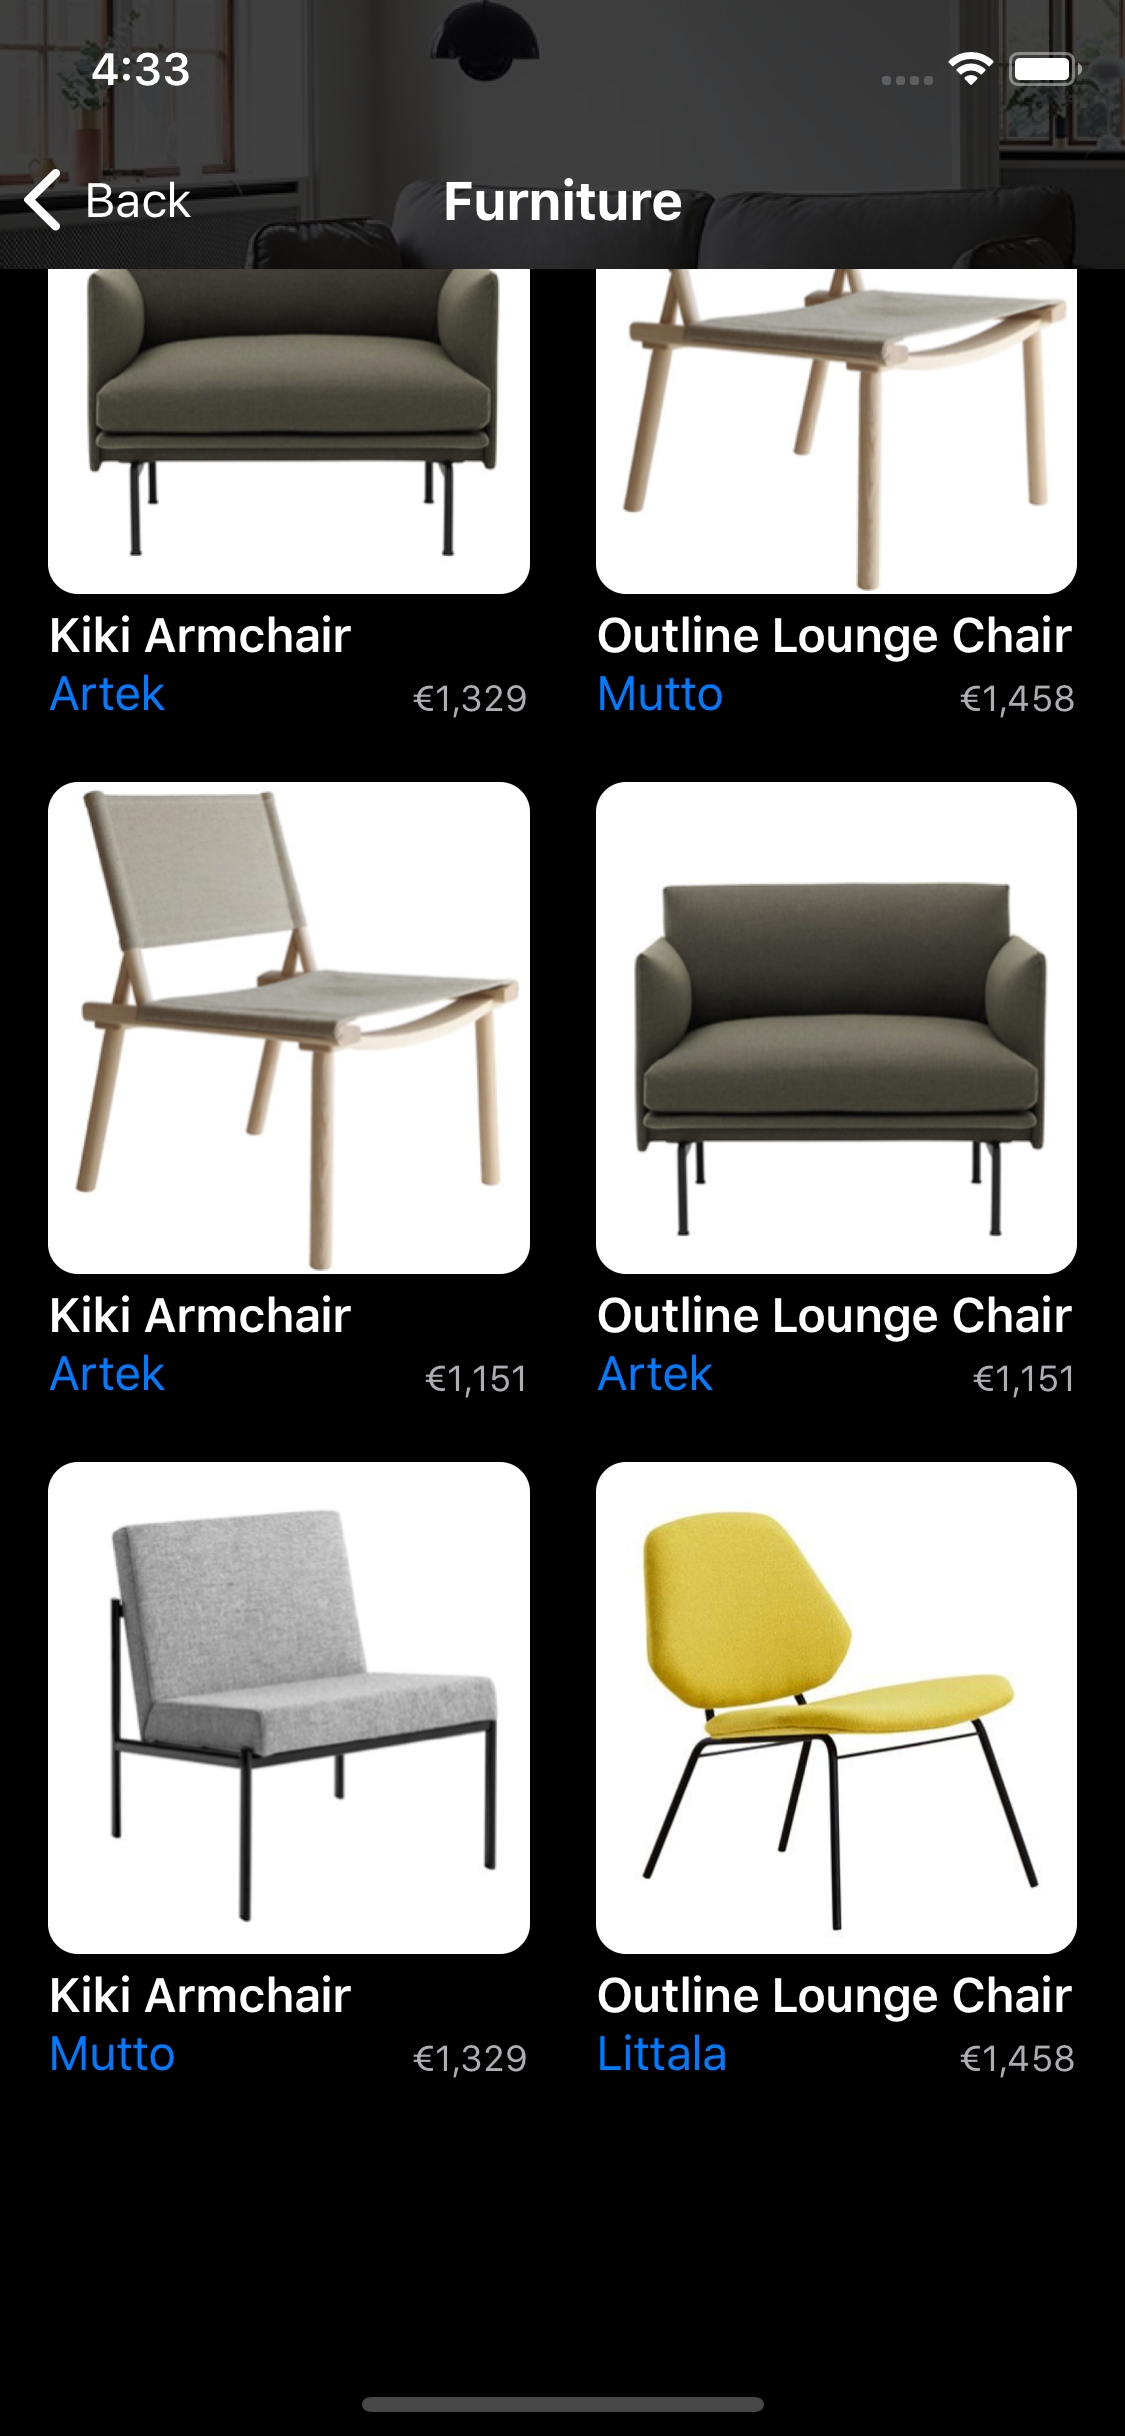 4:33
Back
Furniture
Kiki Armchair
Outline Lounge Chair
Artek
€1,329
Mutto
€1,458
Kiki Armchair
Outline Lounge Chair
Artek
€1,151
Artek
€1,151
Kiki Armchair
Outline Lounge Chair
Mutto
€1,329
Littala
€1,458